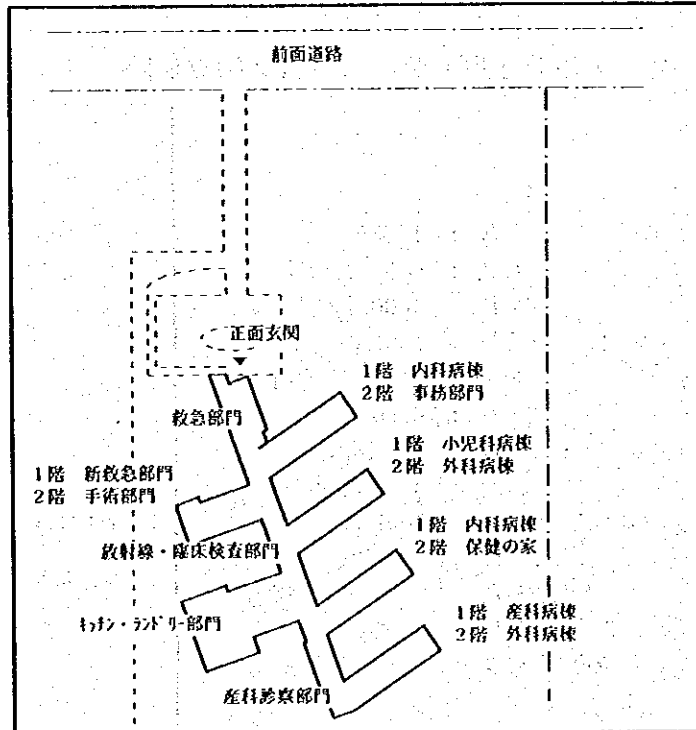 前面道路
正面玄関
1階 内科病棟
2階 事務部門
救急部門
1階 小児科病棟
2階 外科病棟
1階 新救急部門
2階 手術部門
1階 内科病棟
2階 保健の家
放射線・臨床検査部門
1階 産科病棟
2階 外科病棟
キッチン・ランドリー部門
産科診察部門